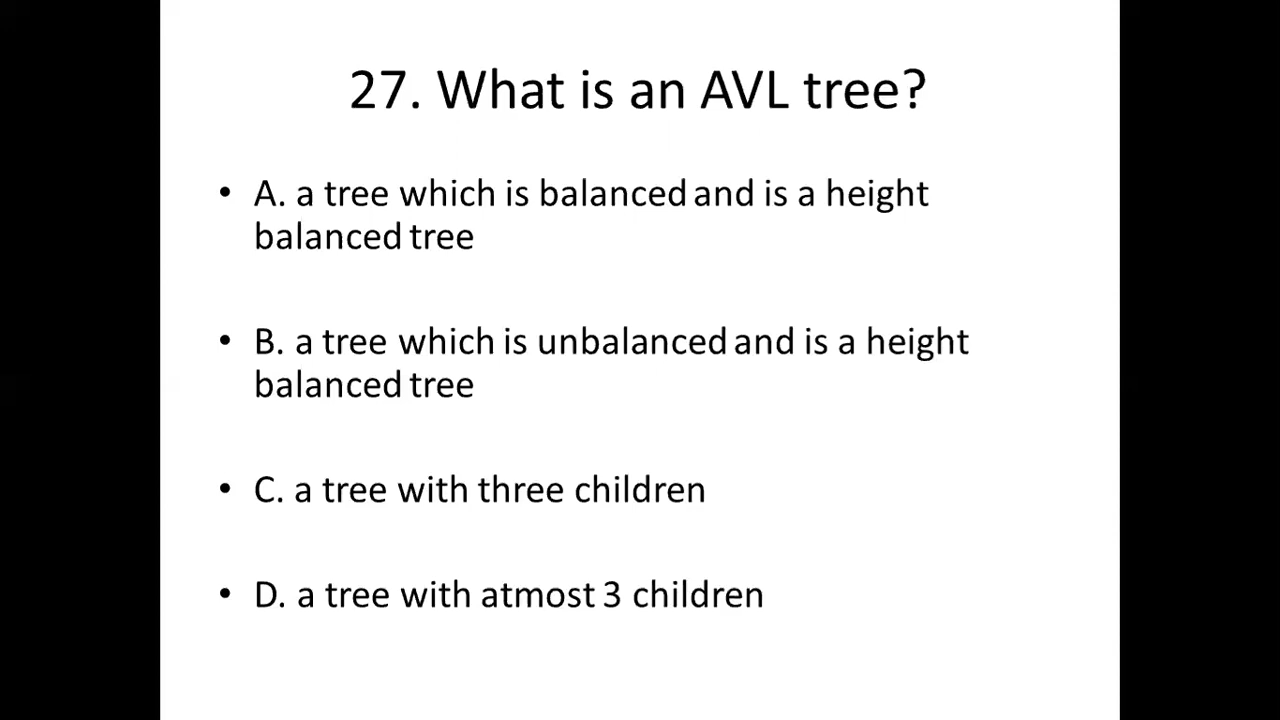 27. What is an AVL tree?
• A. a tree which is balanced and is a height
balanced tree
• B. a tree which is unbalanced and is a height
balanced tree
• C. a tree with three children
• D. a tree with atmost 3 children